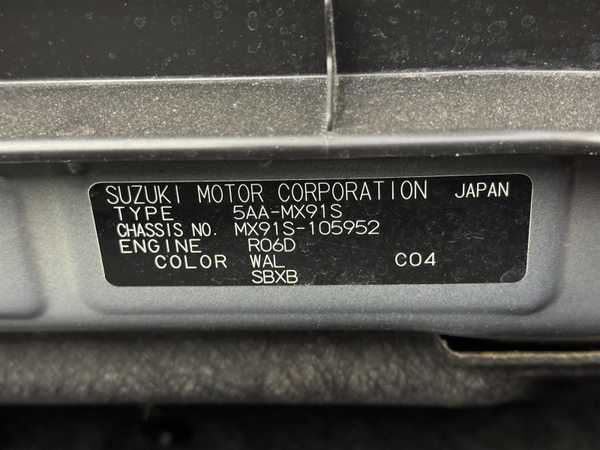 SUZUKI MOTOR CORPORATION JAPAN
TYPE 5AA-MX91S
CHASSIS NO. MX91S-105952
ENGINE R06D
COLOR WAL C04
SBXB